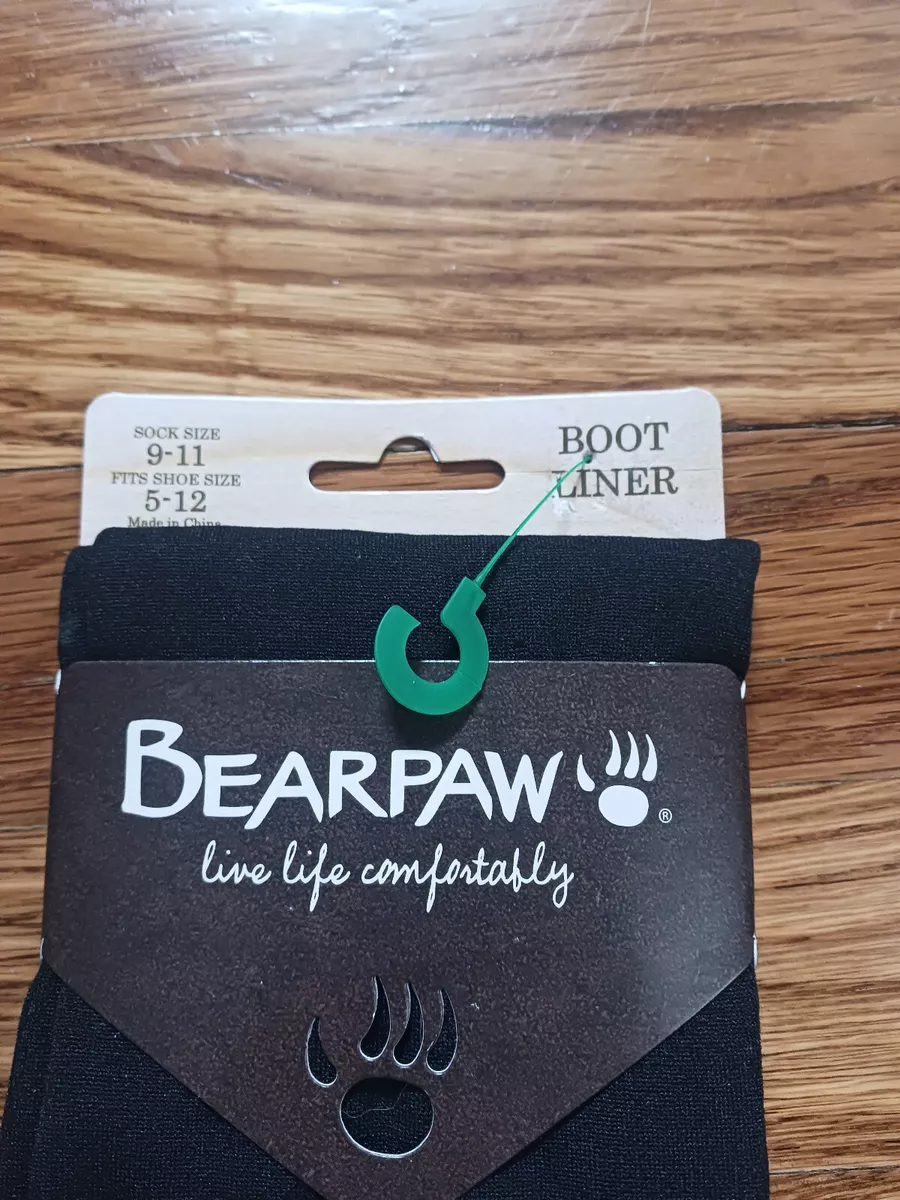 SOCK SIZE
9-11
FITS SHOE SIZE
5-12
Made in China
BOOT
LINER
BEARPAW ®
live life comfortably